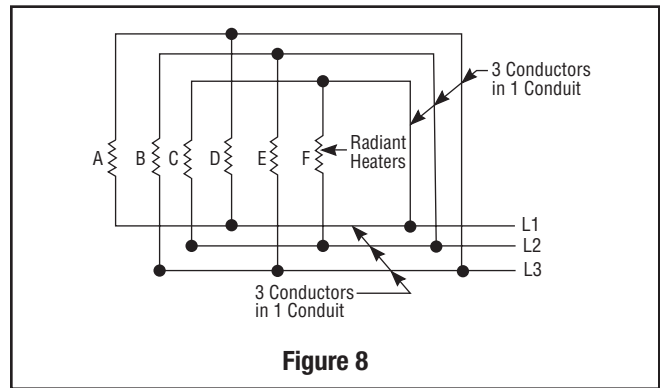 3 Conductors
in 1 Conduit
A
B
C
D
E
F
Radiant
Heaters
L1
L2
L3
3 Conductors
in 1 Conduit
Figure 8